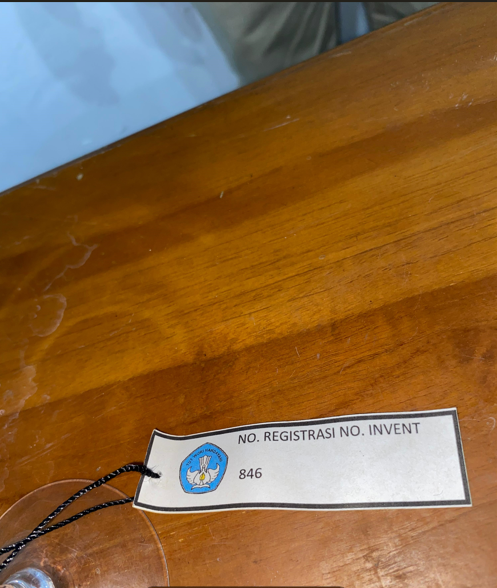 NO. REGISTRASI NO. INVENT
846